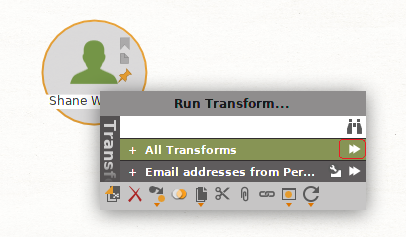 Shane W
Run Transform...
Transf
+ All Transforms
+ Email addresses from Per...